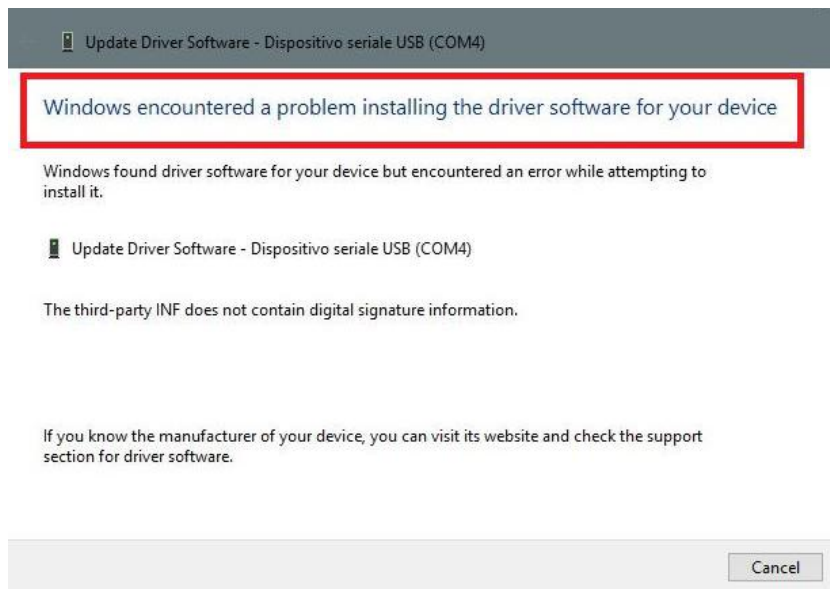 Update Driver Software - Dispositivo seriale USB (COM4)
Windows encountered a problem installing the driver software for your device
Windows found driver software for your device but encountered an error while attempting to
install it.
Update Driver Software - Dispositivo seriale USB (COM4)
The third-party INF does not contain digital signature information.
If you know the manufacturer of your device, you can visit its website and check the support
section for driver software.
Cancel